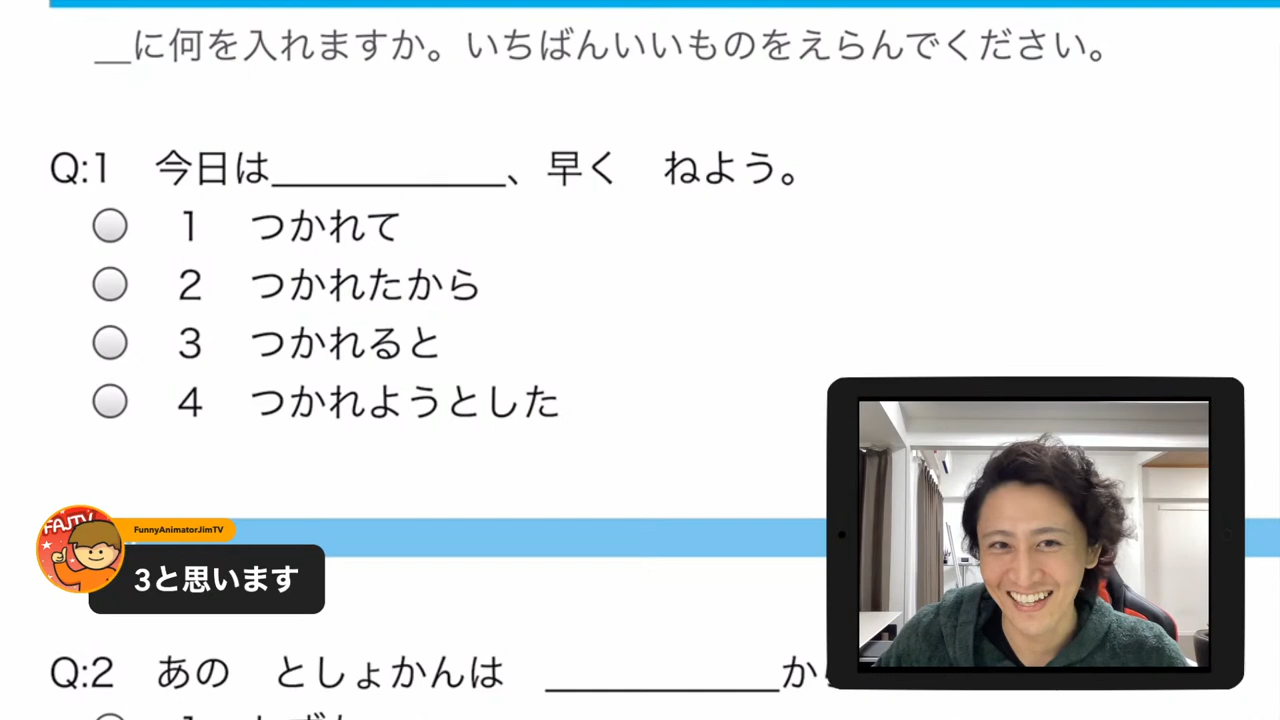 __に何を入れますか。いちばんいいものをえらんでください。
Q:1 今日は___________、早く ねよう。
1 つかれて
2 つかれたから
3 つかれると
4 つかれようとした
FAJTV
FunnyAnimatorJimTV
3と思います
Q:2 あの としょかんは ___________か